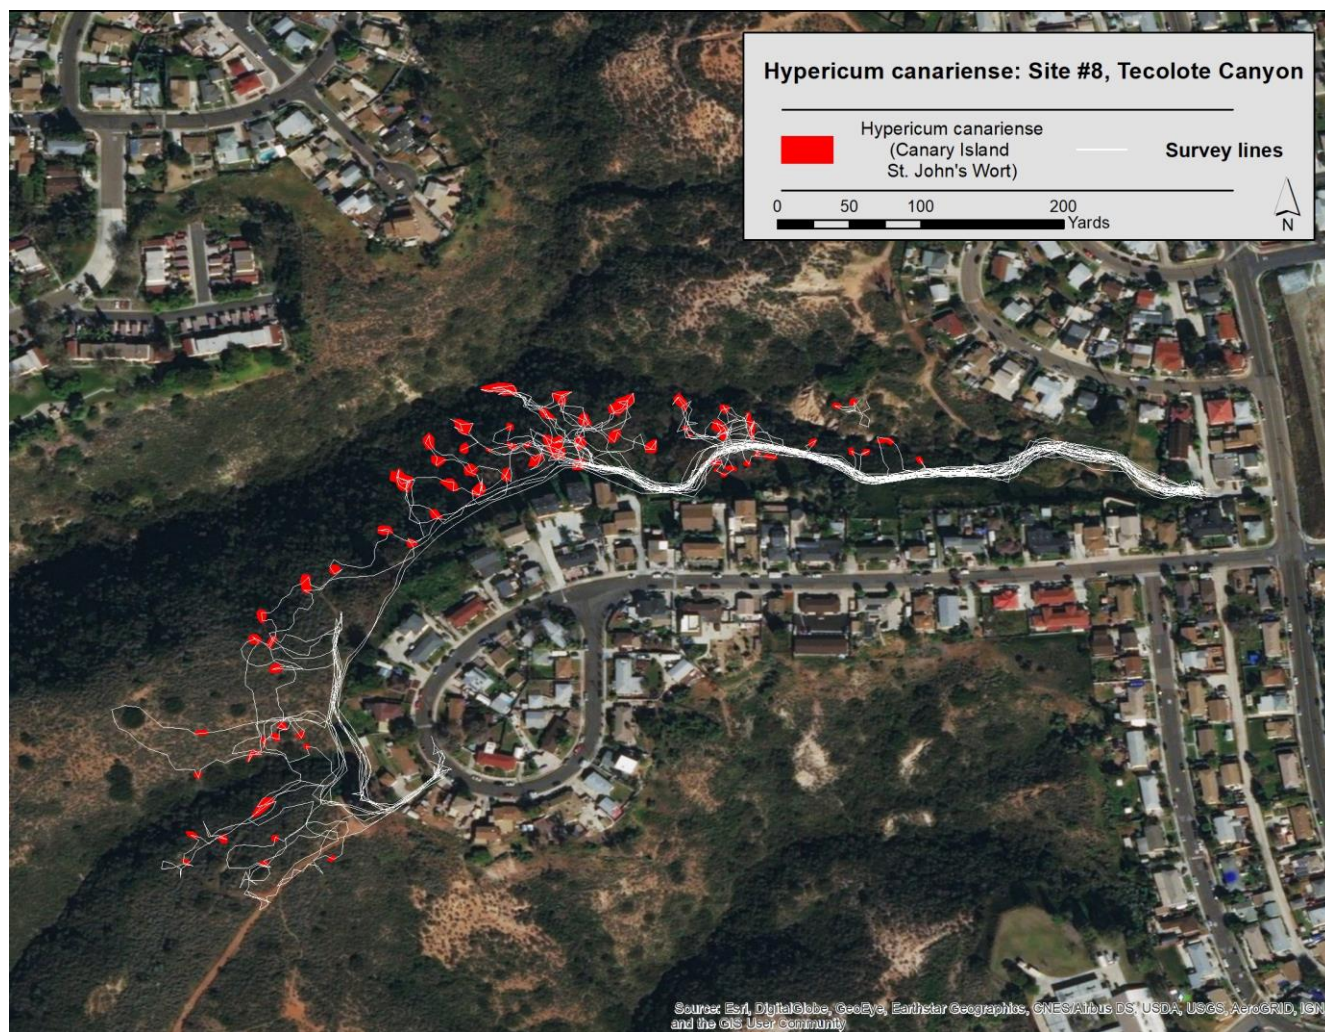 Hypericum canariense: Site #8, Tecolote Canyon
Hypericum canariense
(Canary Island
St. John's Wort)
Survey lines
0 50 100 200
Yards
N
Source: Esri, DigitalGlobe, GeoEye, Earthstar Geographics, CNES/Airbus DS, USDA, USGS, AeroGRID, IGN
and the GIS User Community